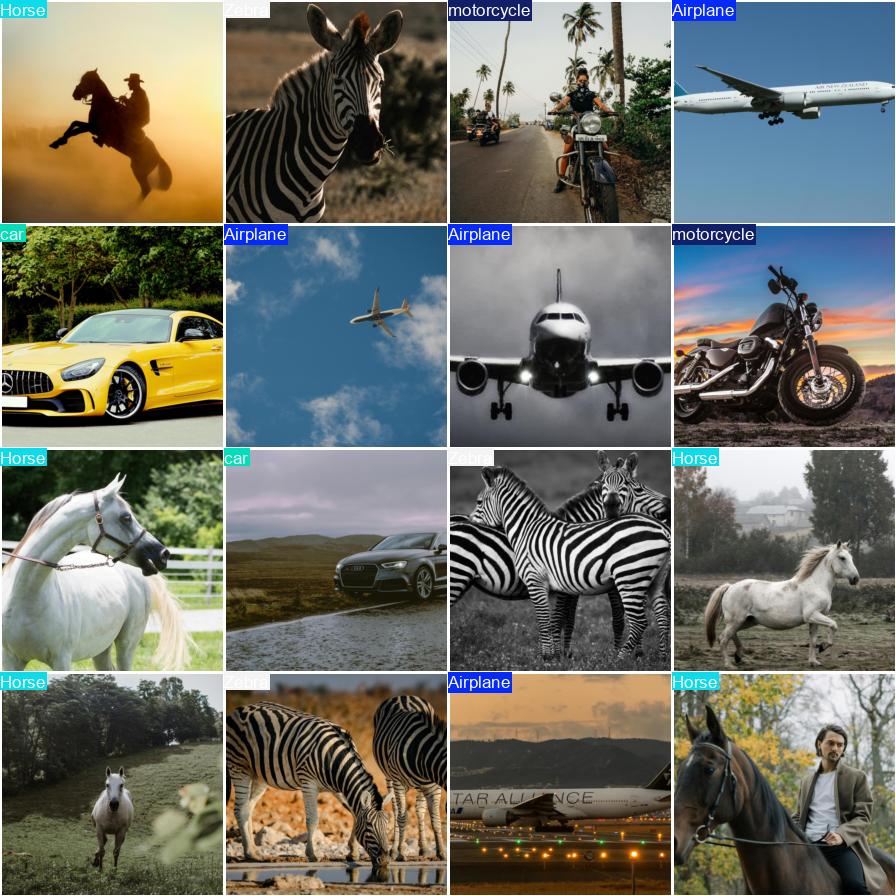 Horse
Zebra
motorcycle
Airplane
AIR NEW ZEALAND
car
Airplane
Airplane
motorcycle
Horse
car
Zebra
Horse
Horse
Zebra
Airplane
TAR ALLIANCE
Horse